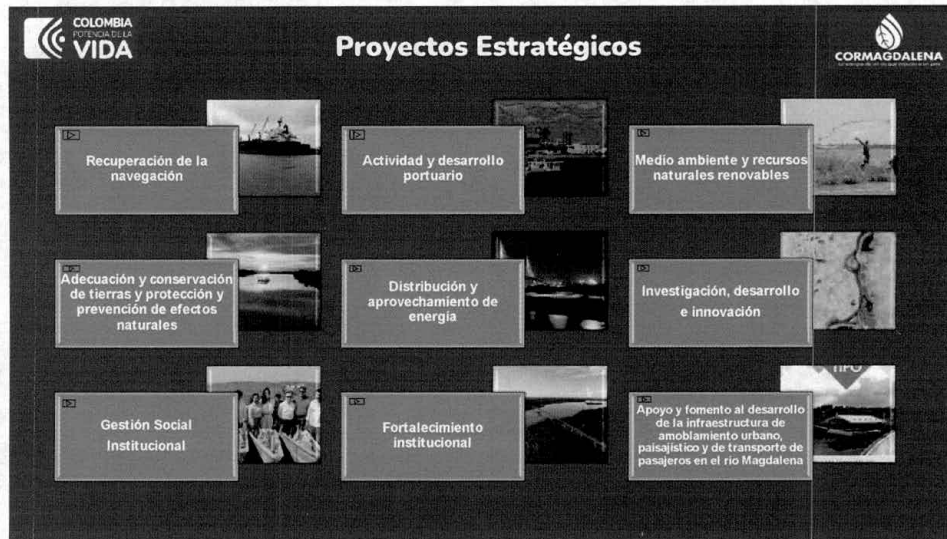 COLOMBIA
POTENCIA DE LA
VIDA
Proyectos Estratégicos
CORMAGDALENA
Recuperación de la
navegación
Actividad y desarrollo
portuario
Medio ambiente y recursos
naturales renovables
Adecuación y conservación
de tierras y protección y
prevención de efectos
naturales
Distribución y
aprovechamiento de
energía
Investigación, desarrollo
e innovación
Gestión Social
Institucional
Fortalecimiento
institucional
TIPO
Apoyo y fomento al desarrollo
de la infraestructura de
amoblamiento urbano,
paisajístico y de transporte de
pasajeros en el río Magdalena